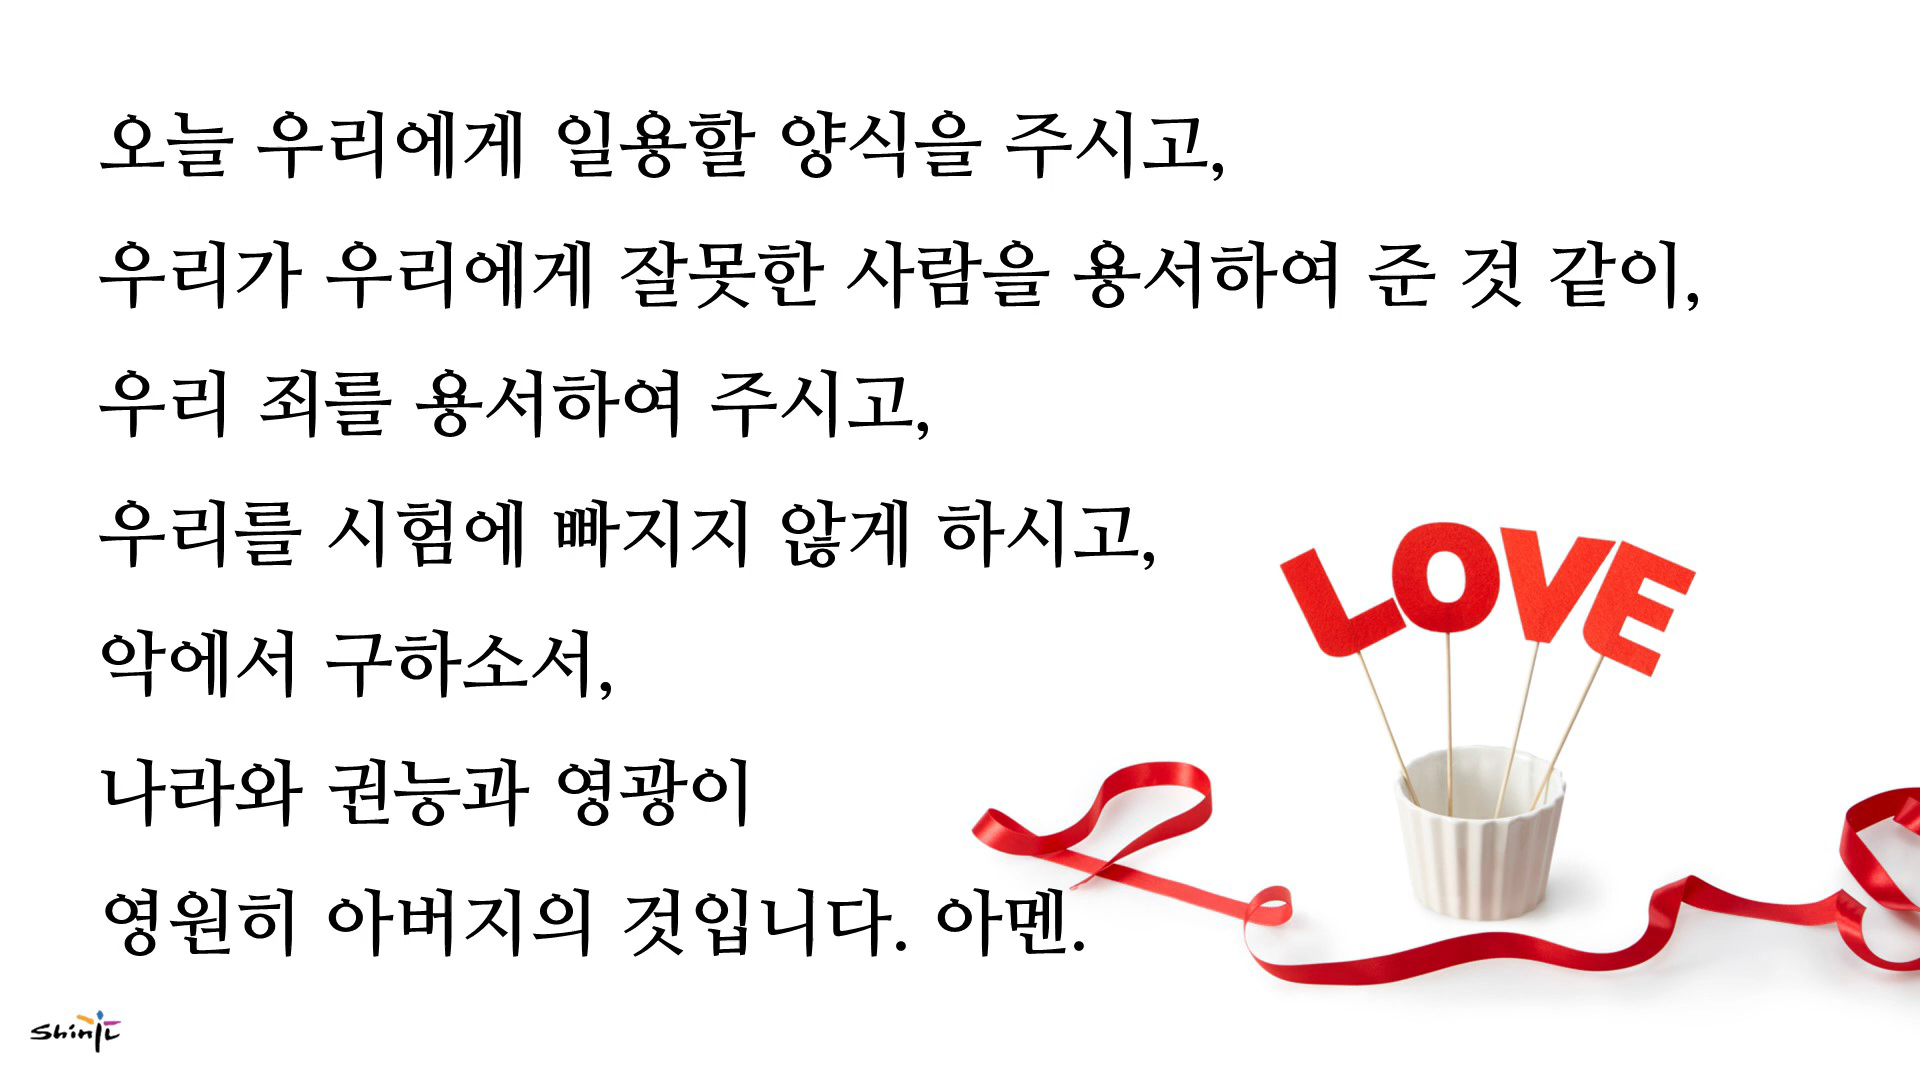 오늘 우리에게 일용할 양식을 주시고,
우리가 우리에게 잘못한 사람을 용서하여 준 것 같이,
우리 죄를 용서하여 주시고,
우리를 시험에 빠지지 않게 하시고,
악에서 구하소서,
나라와 권능과 영광이
영원히 아버지의 것입니다. 아멘.
LOVE
Shinil